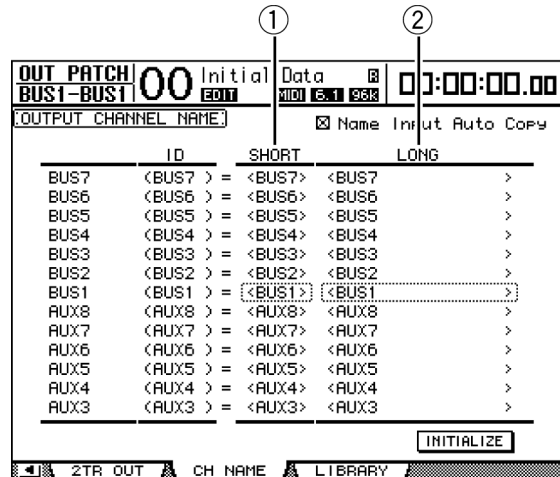 ① ②
OUT PATCH 00 Initial Data R 00:00:00.00
BUS1-BUS1 EDIT MIDI 6.1 96k
OUTPUT CHANNEL NAME Name Input Auto Copy
ID SHORT LONG
BUS7 (BUS7 ) = <BUS7> <BUS7 >
BUS6 (BUS6 ) = <BUS6> <BUS6 >
BUS5 (BUS5 ) = <BUS5> <BUS5 >
BUS4 (BUS4 ) = <BUS4> <BUS4 >
BUS3 (BUS3 ) = <BUS3> <BUS3 >
BUS2 (BUS2 ) = <BUS2> <BUS2 >
BUS1 (BUS1 ) = <BUS1> <BUS1 >
AUX8 (AUX8 ) = <AUX8> <AUX8 >
AUX7 (AUX7 ) = <AUX7> <AUX7 >
AUX6 (AUX6 ) = <AUX6> <AUX6 >
AUX5 (AUX5 ) = <AUX5> <AUX5 >
AUX4 (AUX4 ) = <AUX4> <AUX4 >
AUX3 (AUX3 ) = <AUX3> <AUX3 >
INITIALIZE
2TR OUT CH NAME LIBRARY